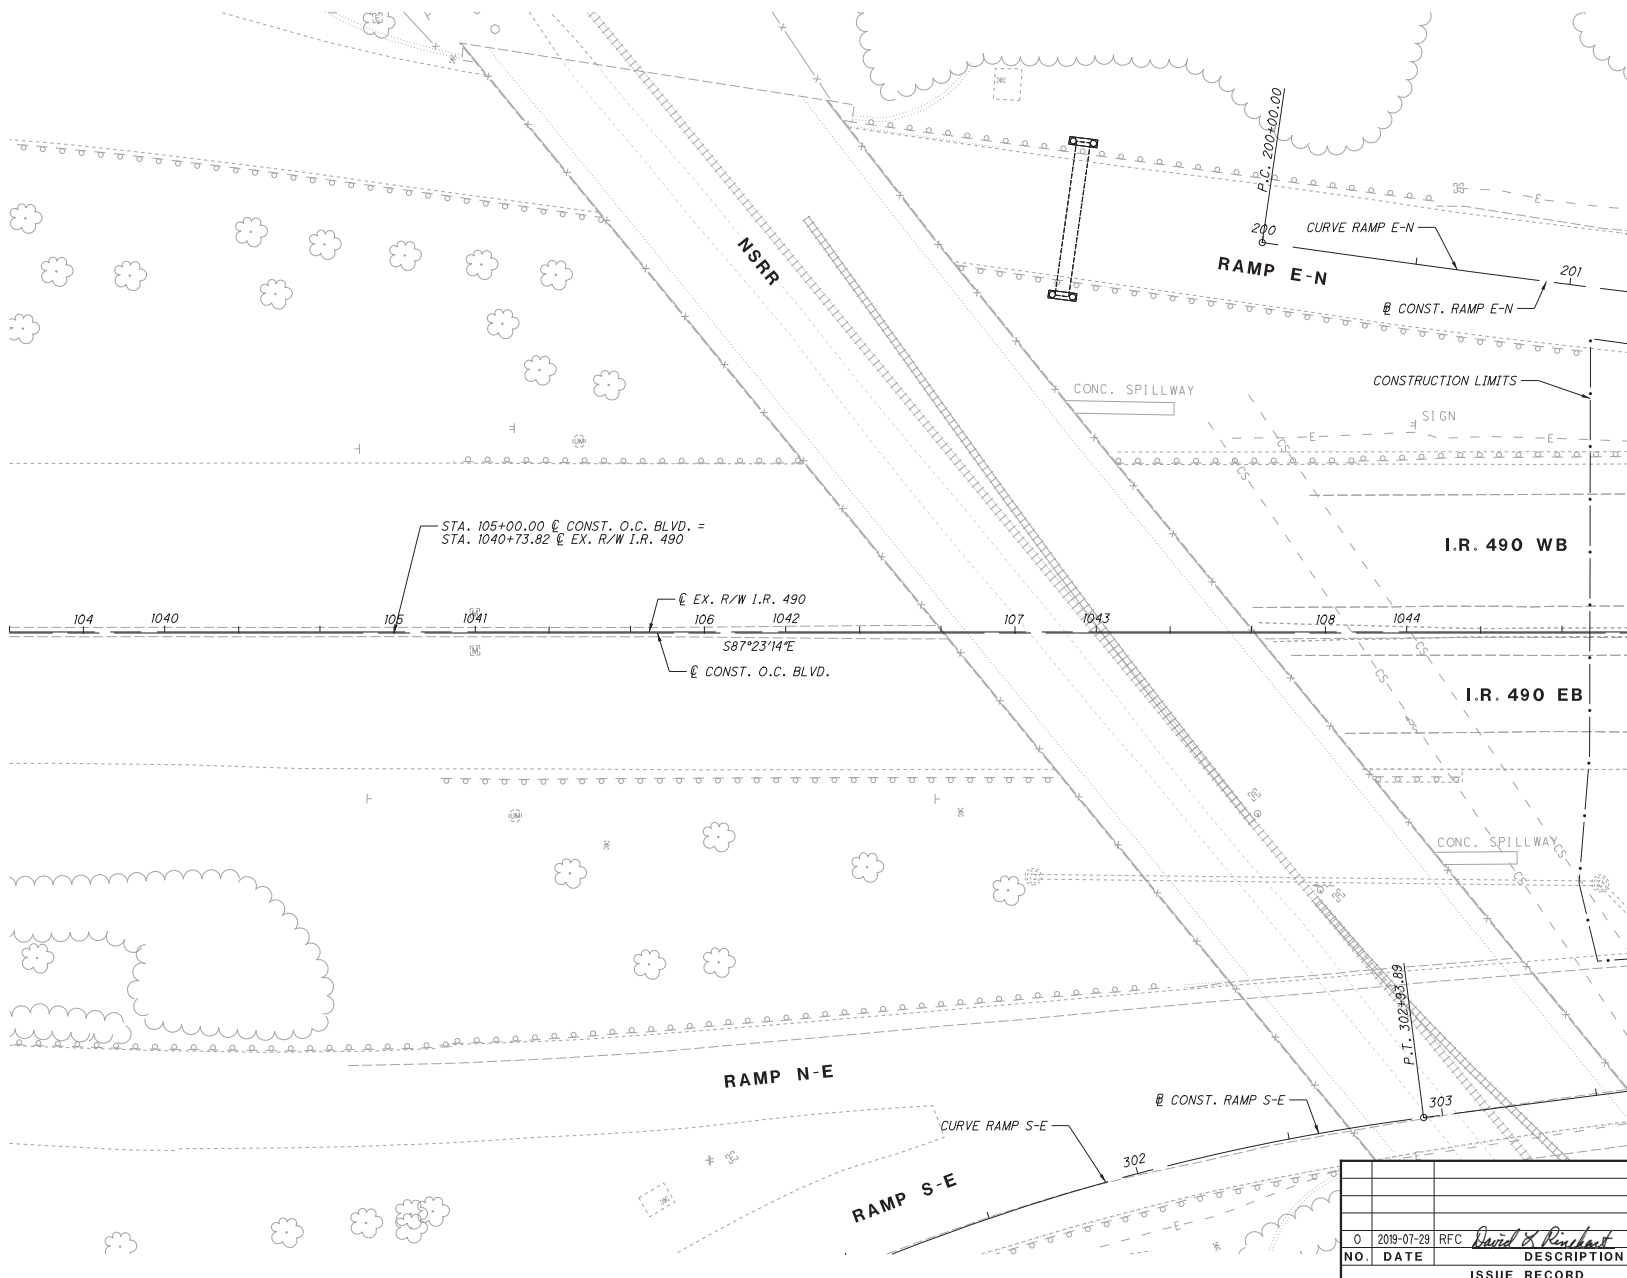 P.C. 200+00.00
200
CURVE RAMP E-N
201
NSRR
RAMP E-N
℄ CONST. RAMP E-N
CONC. SPILLWAY
CONSTRUCTION LIMITS
SIGN
E
E
E
CS
CS
UM
STA. 105+00.00 ℄ CONST. O.C. BLVD. =
STA. 1040+73.82 ℄ EX. R/W I.R. 490
I.R. 490 WB
CS
℄ EX. R/W I.R. 490
104 1040 105 1041 106 1042 107 1043 108 1044
M
S87°23'14"E
M
℄ CONST. O.C. BLVD.
CS
CS
I.R. 490 EB
UM
CONC. SPILLWAY
CS
CS
P.T. 302+93.89
RAMP N-E
℄ CONST. RAMP S-E
303
CURVE RAMP S-E
302
RAMP S-E
E
E
0 2019-07-29 RFC David L Rinehart
NO. DATE DESCRIPTION
ISSUE RECORD